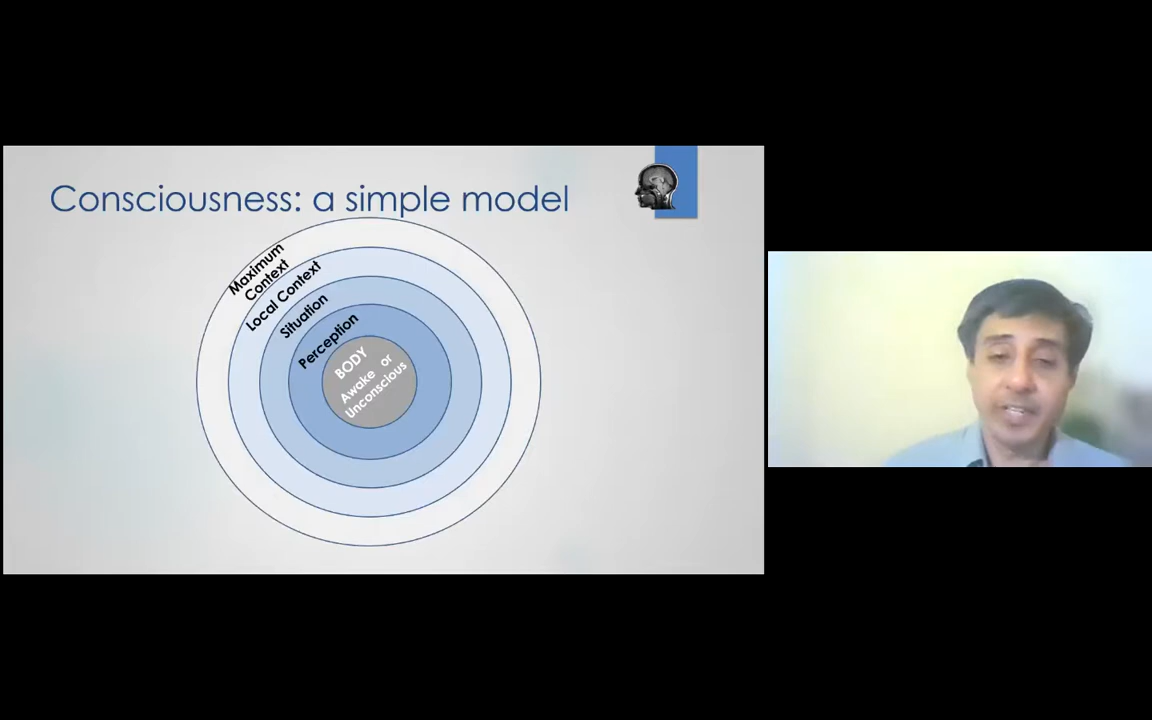 Consciousness: a simple model
Maximum
Context
Local Context
Situation
Perception
BODY
Awake or
Unconscious